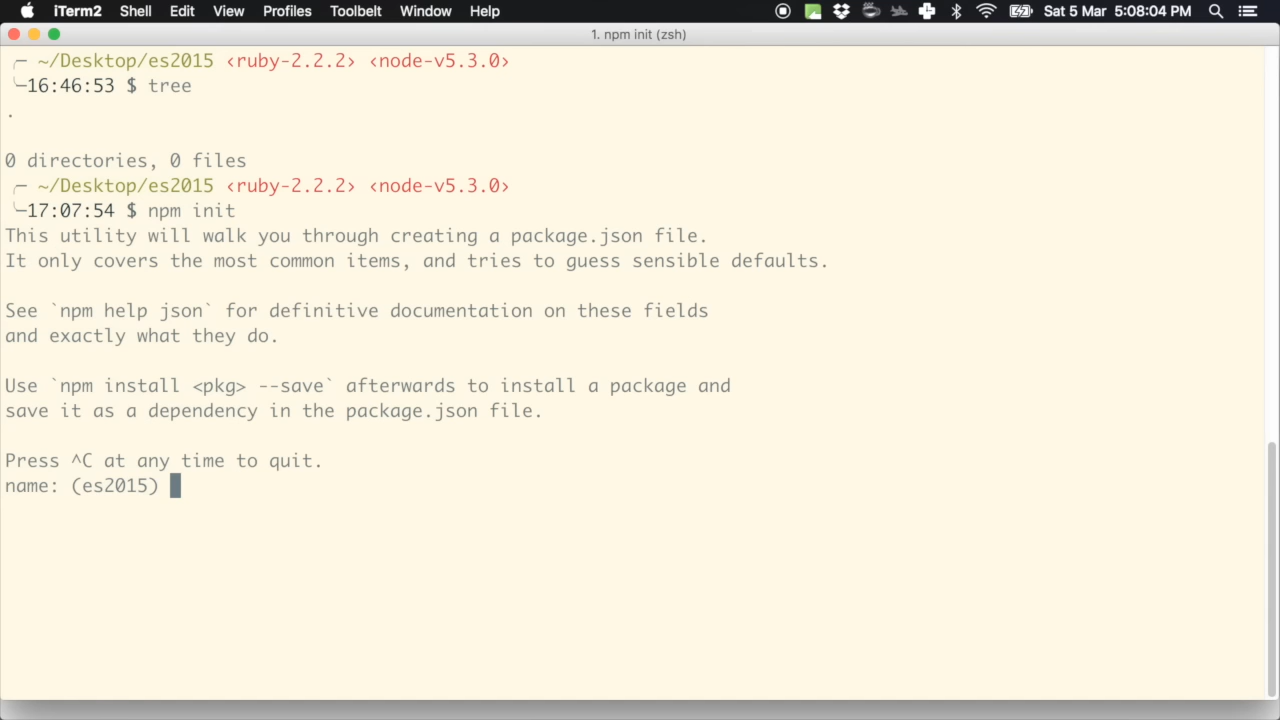 iTerm2 Shell Edit View Profiles Toolbelt Window Help Sat 5 Mar 5:08:04 PM
1. npm init (zsh)
╭─ ~/Desktop/es2015 ‹ruby-2.2.2› ‹node-v5.3.0›
╰─16:46:53 $ tree
.
0 directories, 0 files
╭─ ~/Desktop/es2015 ‹ruby-2.2.2› ‹node-v5.3.0›
╰─17:07:54 $ npm init
This utility will walk you through creating a package.json file.
It only covers the most common items, and tries to guess sensible defaults.
See `npm help json` for definitive documentation on these fields
and exactly what they do.
Use `npm install <pkg> --save` afterwards to install a package and
save it as a dependency in the package.json file.
Press ^C at any time to quit.
name: (es2015)